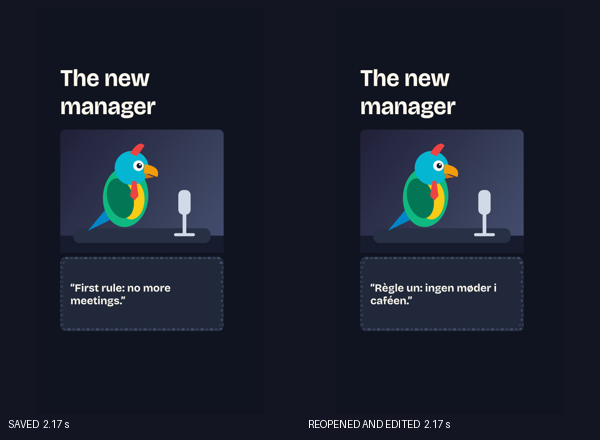 The new
manager
“First rule: no more
meetings.”
SAVED 2.17 s
The new
manager
“Règle un: ingen møder i
caféen.”
REOPENED AND EDITED 2.17 s